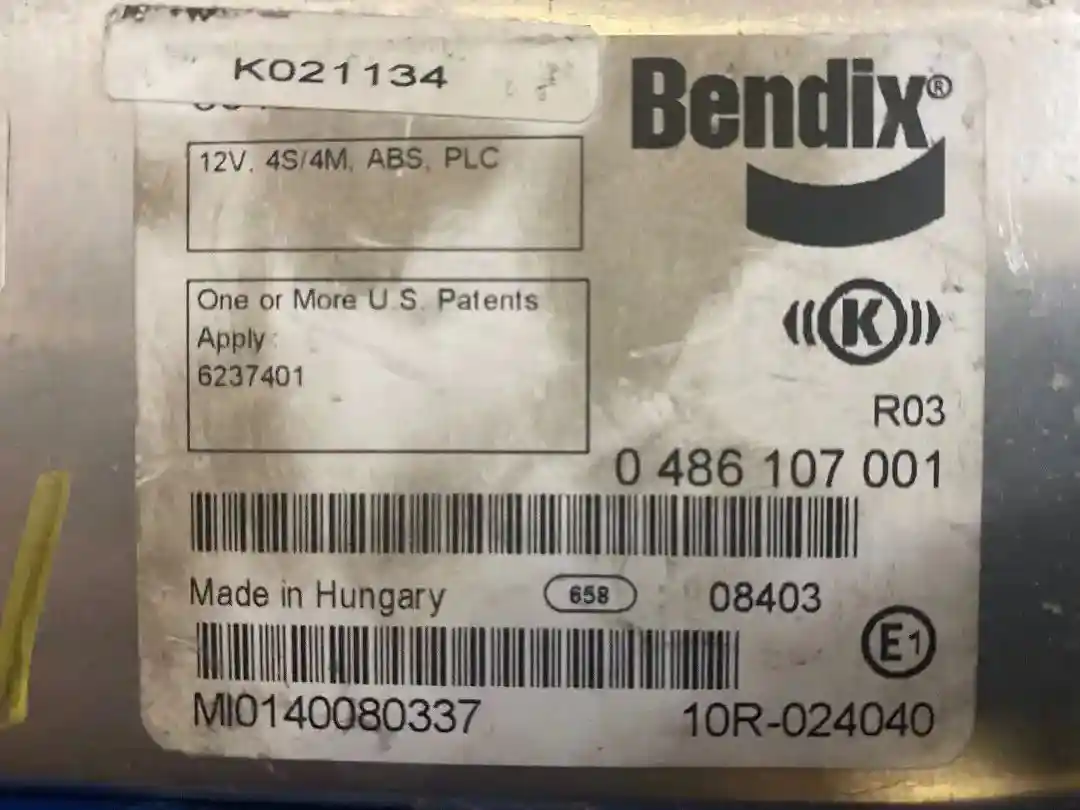 K021134
Bendix®
12V, 4S/4M, ABS, PLC
One or More U.S. Patents
Apply:
6237401
K
R03
0 486 107 001
Made in Hungary 658 08403
E1
MI0140080337 10R-024040